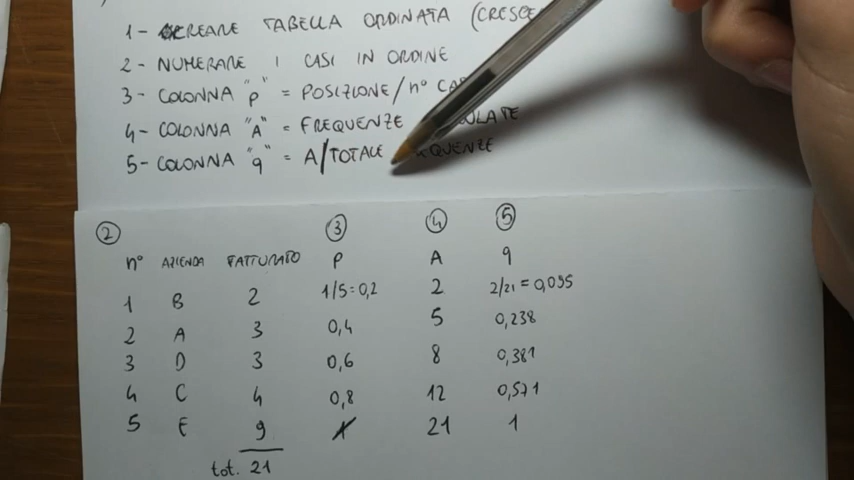 1 - CREARE TABELLA ORDINATA (CRESCE
2 - NUMERARE I CASI IN ORDINE
3 - COLONNA "P" = POSIZIONE/n° CA
4 - COLONNA "A" = FREQUENZE
5 - COLONNA "q" = A/TOTALE
② ③ ④ ⑤
n° AZIENDA FATTURATO P A q
1 B 2 1/5=0,2 2 2/21=0,095
2 A 3 0,4 5 0,238
3 D 3 0,6 8 0,381
4 C 4 0,8 12 0,571
5 E 9 1 21 1
tot. 21